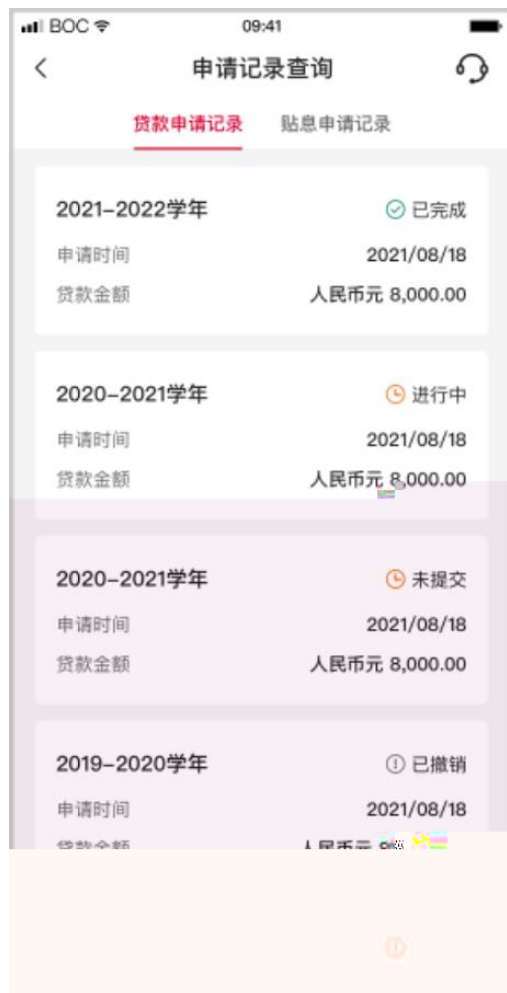 BOC 09:41
申请记录查询
贷款申请记录 贴息申请记录
2021-2022学年 已完成
申请时间 2021/08/18
贷款金额 人民币元 8,000.00
2020-2021学年 进行中
申请时间 2021/08/18
贷款金额 人民币元 8,000.00
2020-2021学年 未提交
申请时间 2021/08/18
贷款金额 人民币元 8,000.00
2019-2020学年 已撤销
申请时间 2021/08/18